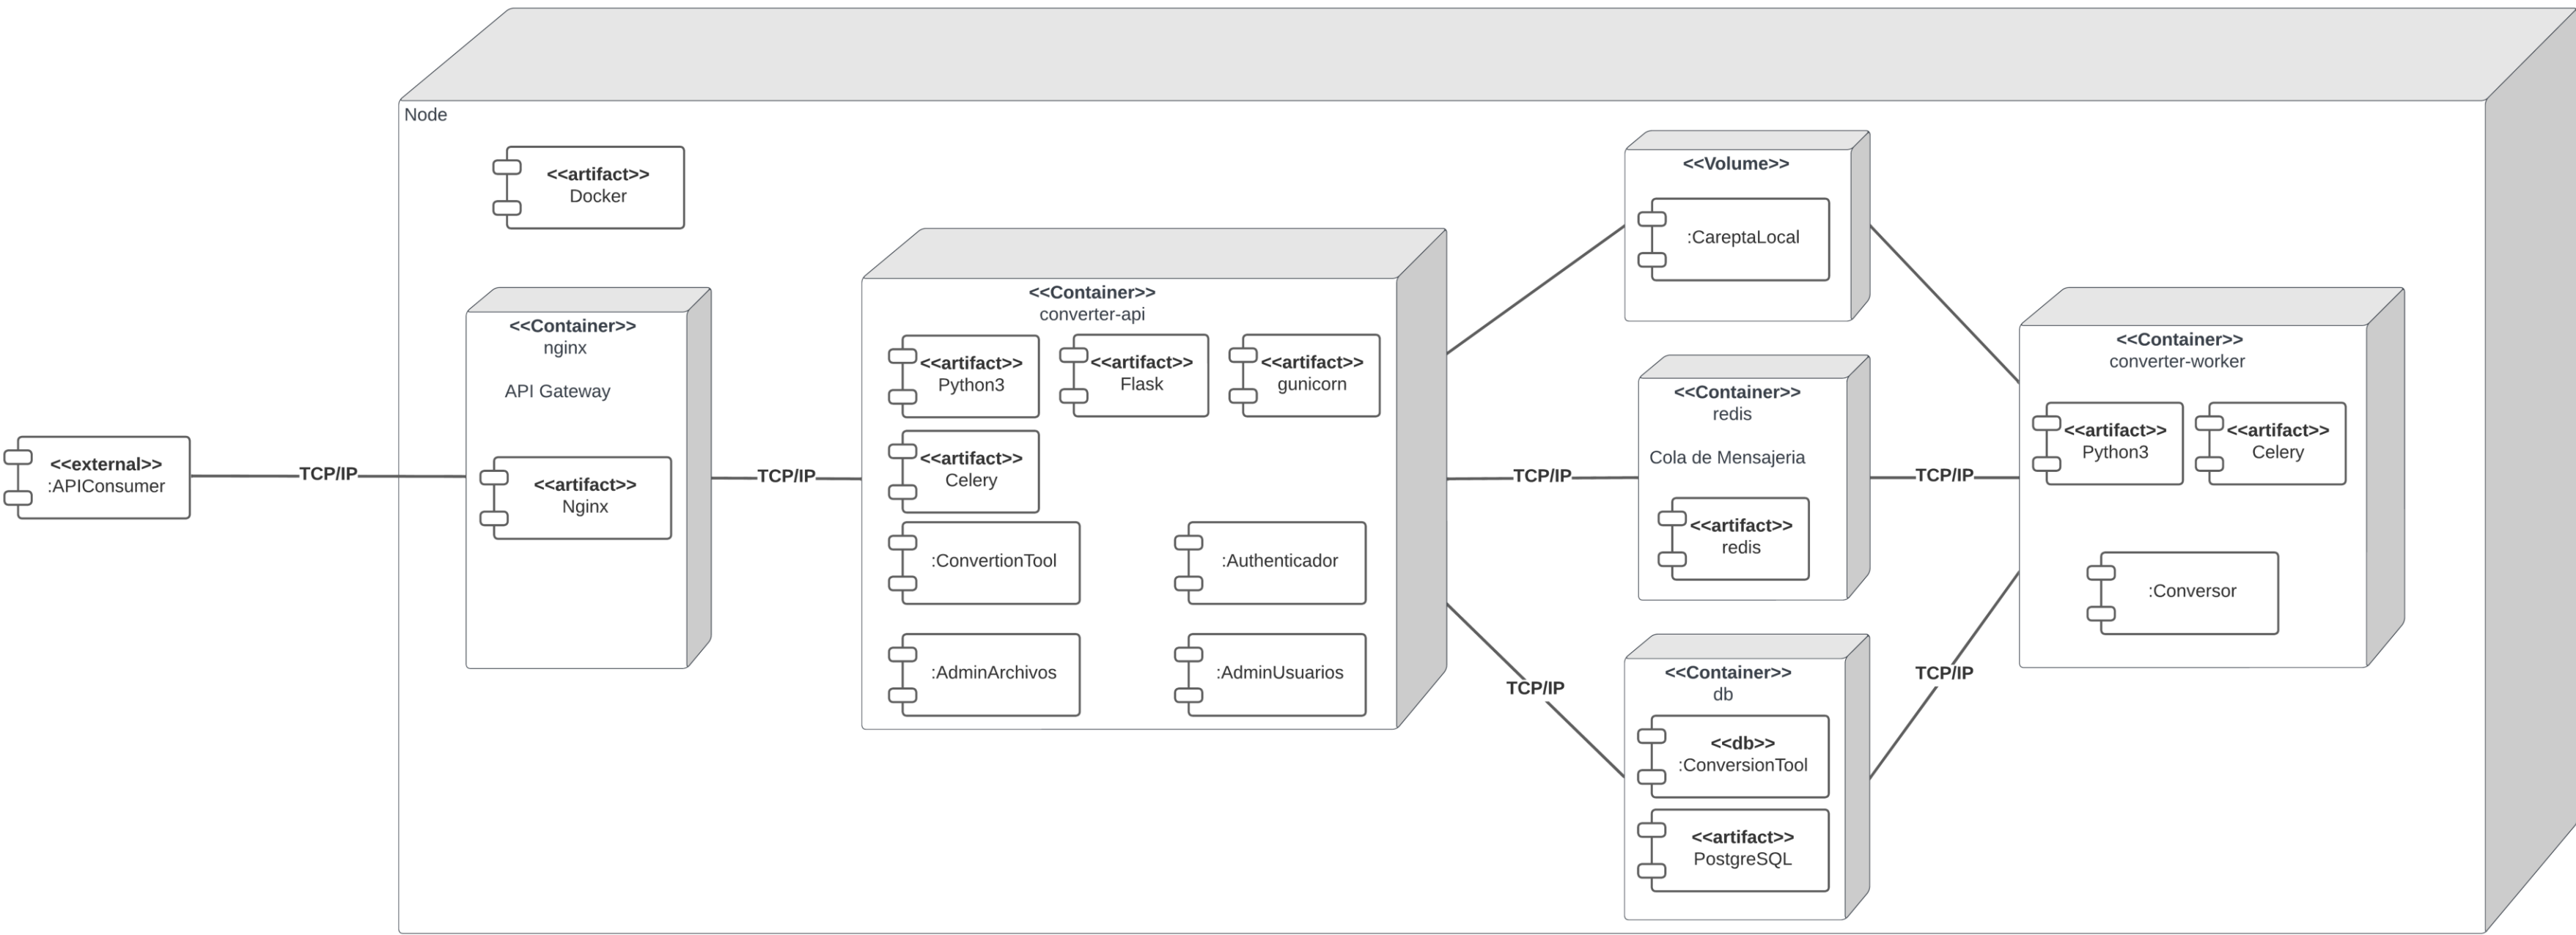 Node
<<artifact>>
Docker
<<external>>
:APIConsumer
TCP/IP
<<Container>>
nginx
API Gateway
<<artifact>>
Nginx
TCP/IP
<<Container>>
converter-api
<<artifact>>
Python3
<<artifact>>
Flask
<<artifact>>
gunicorn
<<artifact>>
Celery
:ConvertionTool
:Authenticador
:AdminArchivos
:AdminUsuarios
TCP/IP
TCP/IP
<<Volume>>
:CareptaLocal
<<Container>>
redis
Cola de Mensajeria
<<artifact>>
redis
<<Container>>
db
<<db>>
:ConversionTool
<<artifact>>
PostgreSQL
TCP/IP
TCP/IP
<<Container>>
converter-worker
<<artifact>>
Python3
<<artifact>>
Celery
:Conversor